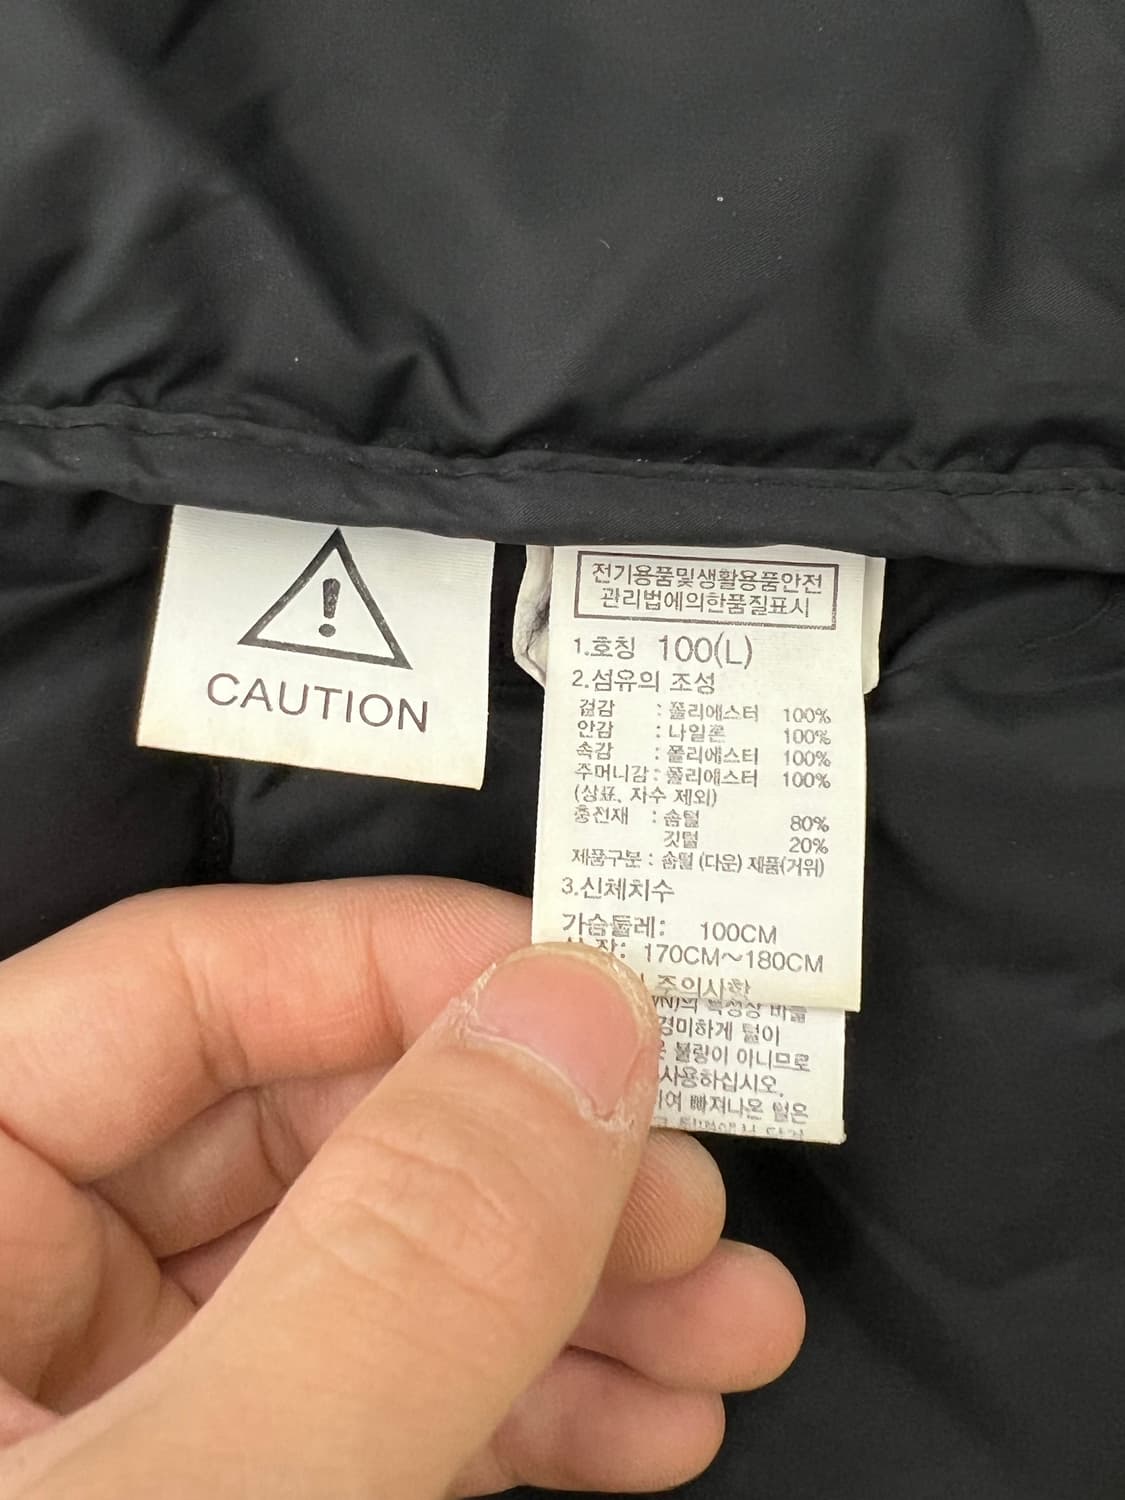 CAUTION
전기용품및생활용품안전
관리법에의한품질표시
1.호칭 100(L)
2.섬유의 조성
겉감 : 폴리에스터 100%
안감 : 나일론 100%
속감 : 폴리에스터 100%
주머니감 : 폴리에스터 100%
(상표, 자수 제외)
충전재 : 솜털 80%
깃털 20%
제품구분 : 솜털 (다운) 제품(거위)
3.신체치수
가슴둘레: 100CM
장: 170CM~180CM
주의사항
특성상 바늘
경미하게 털이
불량이 아니므로
사용하십시오.
빠져나온 털은